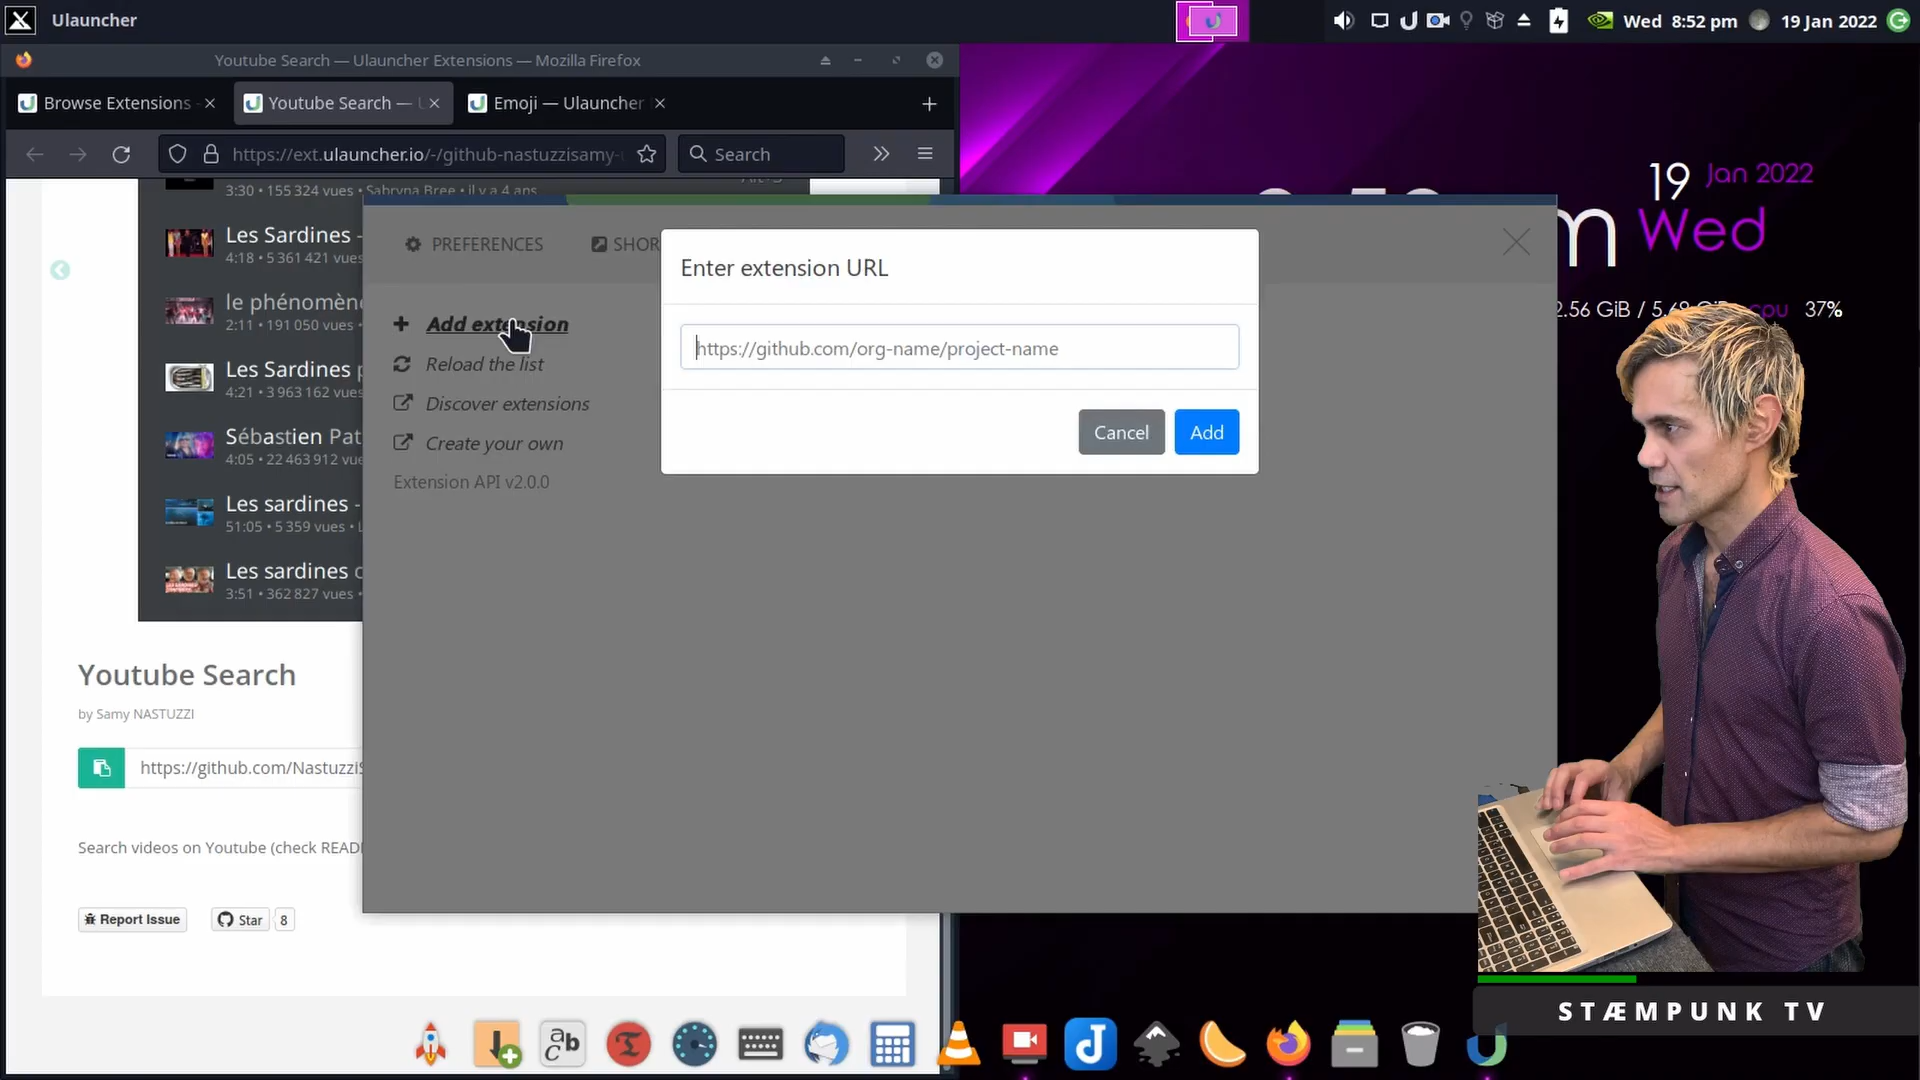 Ulauncher
Wed 8:52 pm 19 Jan 2022
Youtube Search — Ulauncher Extensions — Mozilla Firefox
Browse Extensions
Youtube Search —
Emoji — Ulauncher
https://ext.ulauncher.io/-/github-nastuzzisamy-
Search
3:30 • 155 324 vues • Sabryna Bree • il y a 4 ans
Les Sardines -
4:18 • 5 361 421 vues
le phénomèn
2:11 • 191 050 vues •
Les Sardines p
4:21 • 3 963 162 vues
Sébastien Pat
4:05 • 22 463 912 vue
Les sardines -
51:05 • 5 359 vues •
Les sardines c
3:51 • 362 827 vues •
Youtube Search
by Samy NASTUZZI
https://github.com/NastuzziS
Search videos on Youtube (check READ
Report Issue
Star 8
PREFERENCES
SHOR
Add extension
Reload the list
Discover extensions
Create your own
Extension API v2.0.0
Enter extension URL
https://github.com/org-name/project-name
Cancel
Add
19 Jan 2022
Wed
m
cpu 37%
STÆMPUNK TV